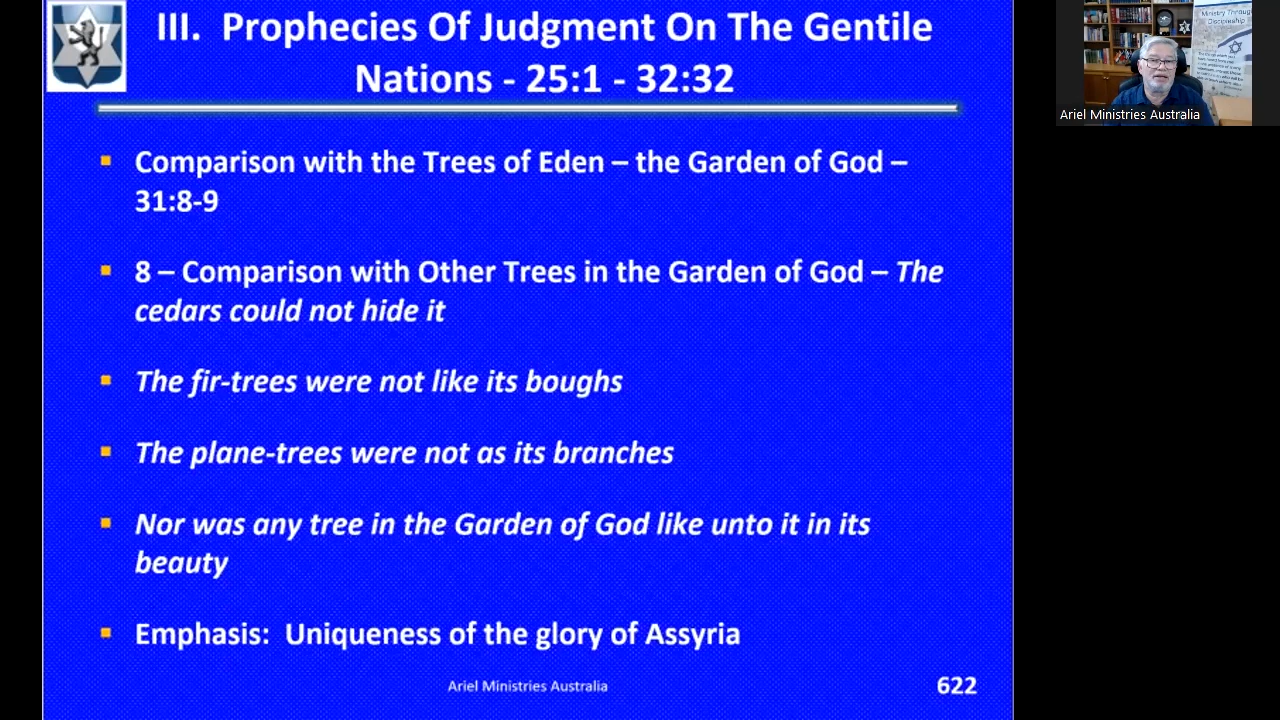 III. Prophecies Of Judgment On The Gentile
Nations - 25:1 - 32:32
Comparison with the Trees of Eden – the Garden of God –
31:8-9
8 – Comparison with Other Trees in the Garden of God – The
cedars could not hide it
The fir-trees were not like its boughs
The plane-trees were not as its branches
Nor was any tree in the Garden of God like unto it in its
beauty
Emphasis: Uniqueness of the glory of Assyria
Ariel Ministries Australia
622
Ministry Through
Discipleship
Ariel Ministries Australia